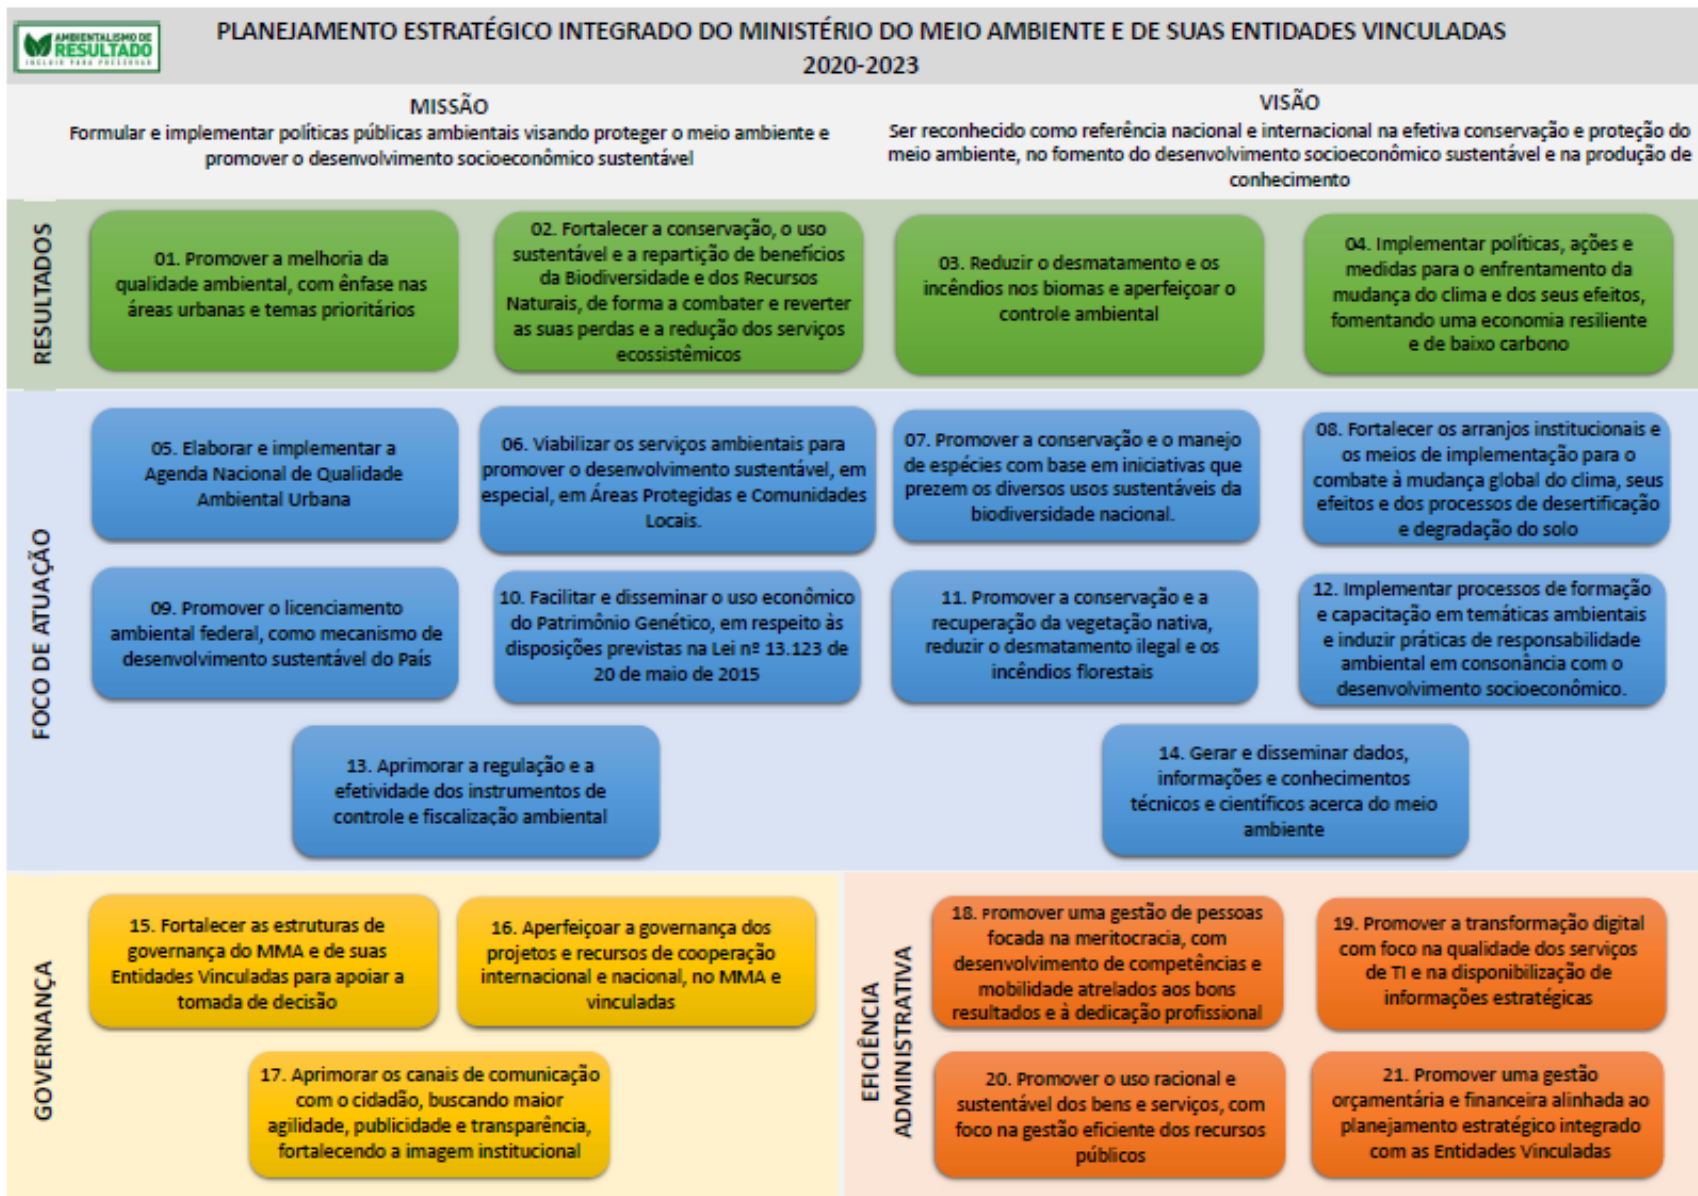 AMBIENTALISMO DE
RESULTADO
INCLUIR PARA PRESERVAR
PLANEJAMENTO ESTRATÉGICO INTEGRADO DO MINISTÉRIO DO MEIO AMBIENTE E DE SUAS ENTIDADES VINCULADAS
2020-2023
MISSÃO
Formular e implementar políticas públicas ambientais visando proteger o meio ambiente e
promover o desenvolvimento socioeconômico sustentável
VISÃO
Ser reconhecido como referência nacional e internacional na efetiva conservação e proteção do
meio ambiente, no fomento do desenvolvimento socioeconômico sustentável e na produção de
conhecimento
RESULTADOS
01. Promover a melhoria da
qualidade ambiental, com ênfase nas
áreas urbanas e temas prioritários
02. Fortalecer a conservação, o uso
sustentável e a repartição de benefícios
da Biodiversidade e dos Recursos
Naturais, de forma a combater e reverter
as suas perdas e a redução dos serviços
ecossistêmicos
03. Reduzir o desmatamento e os
incêndios nos biomas e aperfeiçoar o
controle ambiental
04. Implementar políticas, ações e
medidas para o enfrentamento da
mudança do clima e dos seus efeitos,
fomentando uma economia resiliente
e de baixo carbono
FOCO DE ATUAÇÃO
05. Elaborar e implementar a
Agenda Nacional de Qualidade
Ambiental Urbana
06. Viabilizar os serviços ambientais para
promover o desenvolvimento sustentável, em
especial, em Áreas Protegidas e Comunidades
Locais.
07. Promover a conservação e o manejo
de espécies com base em iniciativas que
prezem os diversos usos sustentáveis da
biodiversidade nacional.
08. Fortalecer os arranjos institucionais e
os meios de implementação para o
combate à mudança global do clima, seus
efeitos e dos processos de desertificação
e degradação do solo
09. Promover o licenciamento
ambiental federal, como mecanismo de
desenvolvimento sustentável do País
10. Facilitar e disseminar o uso econômico
do Patrimônio Genético, em respeito às
disposições previstas na Lei nº 13.123 de
20 de maio de 2015
11. Promover a conservação e a
recuperação da vegetação nativa,
reduzir o desmatamento ilegal e os
incêndios florestais
12. Implementar processos de formação
e capacitação em temáticas ambientais
e induzir práticas de responsabilidade
ambiental em consonância com o
desenvolvimento socioeconômico.
13. Aprimorar a regulação e a
efetividade dos instrumentos de
controle e fiscalização ambiental
14. Gerar e disseminar dados,
informações e conhecimentos
técnicos e científicos acerca do meio
ambiente
GOVERNANÇA
15. Fortalecer as estruturas de
governança do MMA e de suas
Entidades Vinculadas para apoiar a
tomada de decisão
16. Aperfeiçoar a governança dos
projetos e recursos de cooperação
internacional e nacional, no MMA e
vinculadas
17. Aprimorar os canais de comunicação
com o cidadão, buscando maior
agilidade, publicidade e transparência,
fortalecendo a imagem institucional
EFICIÊNCIA
ADMINISTRATIVA
18. Promover uma gestão de pessoas
focada na meritocracia, com
desenvolvimento de competências e
mobilidade atrelados aos bons
resultados e à dedicação profissional
19. Promover a transformação digital
com foco na qualidade dos serviços
de TI e na disponibilização de
informações estratégicas
20. Promover o uso racional e
sustentável dos bens e serviços, com
foco na gestão eficiente dos recursos
públicos
21. Promover uma gestão
orçamentária e financeira alinhada ao
planejamento estratégico integrado
com as Entidades Vinculadas